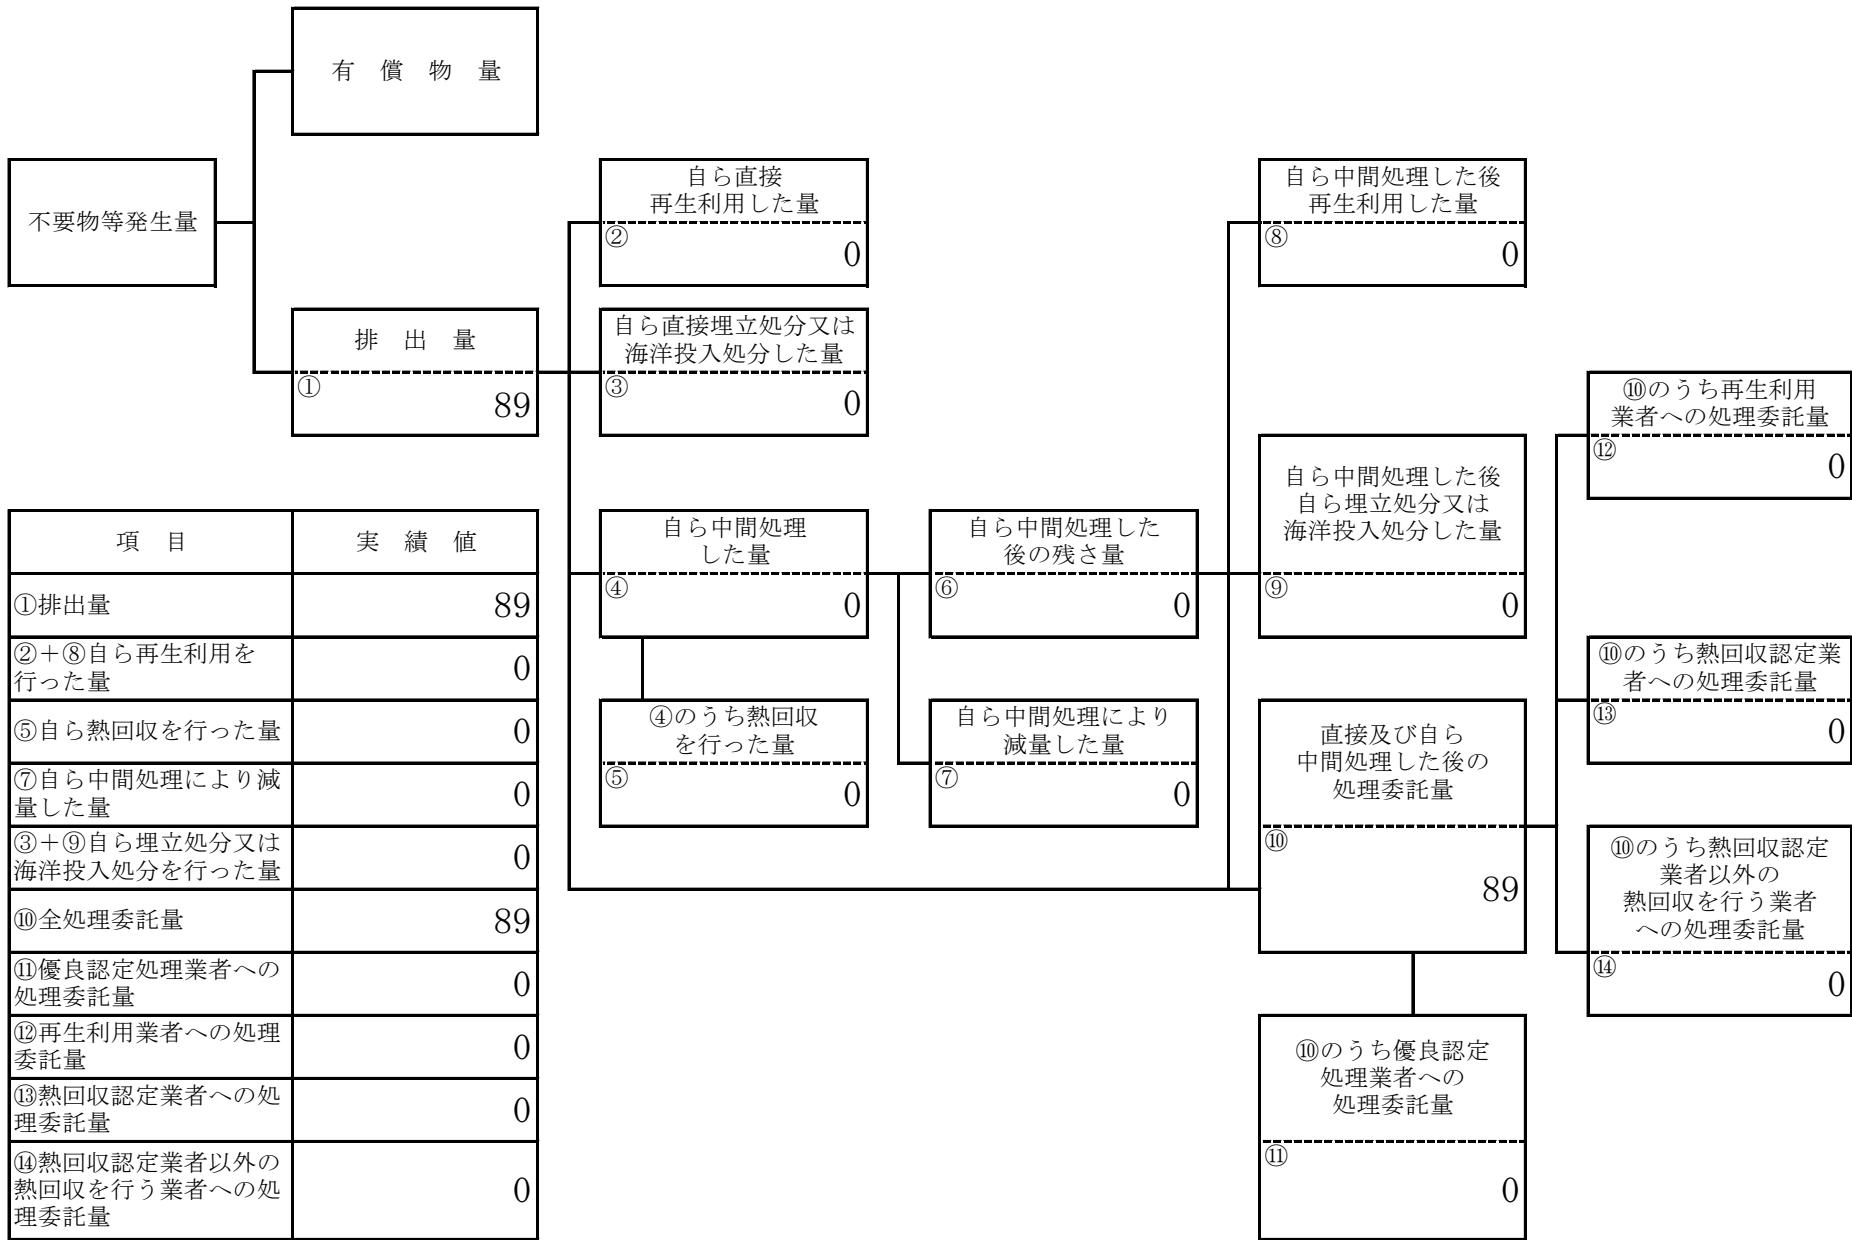 有 償 物 量
不要物等発生量
排 出 量
①
89
自ら直接
再生利用した量
②
0
自ら直接埋立処分又は
海洋投入処分した量
③
0
自ら中間処理
した量
④
0
④のうち熱回収
を行った量
⑤
0
自ら中間処理した
後の残さ量
⑥
0
自ら中間処理により
減量した量
⑦
0
自ら中間処理した後
再生利用した量
⑧
0
自ら中間処理した後
自ら埋立処分又は
海洋投入処分した量
⑨
0
直接及び自ら
中間処理した後の
処理委託量
⑩
89
⑩のうち優良認定
処理業者への
処理委託量
⑪
0
⑩のうち再生利用
業者への処理委託量
⑫
0
⑩のうち熱回収認定業
者への処理委託量
⑬
0
⑩のうち熱回収認定
業者以外の
熱回収を行う業者
への処理委託量
⑭
0
項 目 実 績 値
①排出量 89
②＋⑧自ら再生利用を
行った量
0
⑤自ら熱回収を行った量 0
⑦自ら中間処理により減
量した量
0
③＋⑨自ら埋立処分又は
海洋投入処分を行った量
0
⑩全処理委託量 89
⑪優良認定処理業者への
処理委託量
0
⑫再生利用業者への処理
委託量
0
⑬熱回収認定業者への処
理委託量
0
⑭熱回収認定業者以外の
熱回収を行う業者への処
理委託量
0